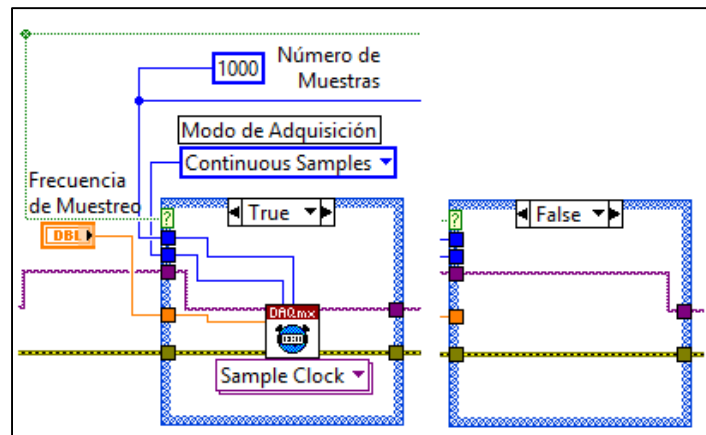 1000
Número de
Muestras
Modo de Adquisición
Continuous Samples
Frecuencia
de Muestreo
DBL
?
True
DAQmx
Sample Clock
?
False